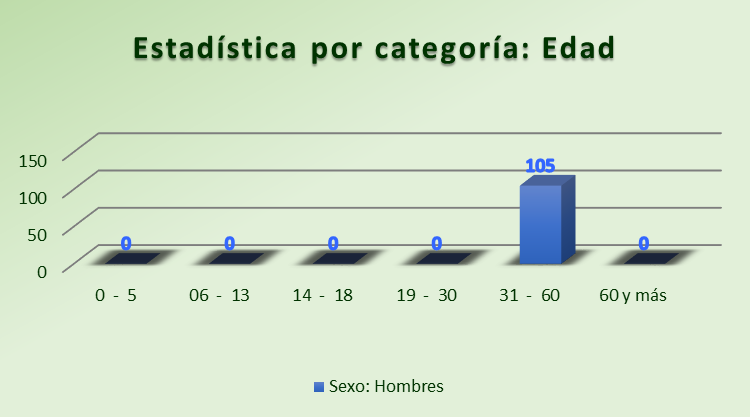 Estadística por categoría: Edad
150
100
50
0
0
0
0
0
105
0
0 - 5
06 - 13
14 - 18
19 - 30
31 - 60
60 y más
Sexo: Hombres